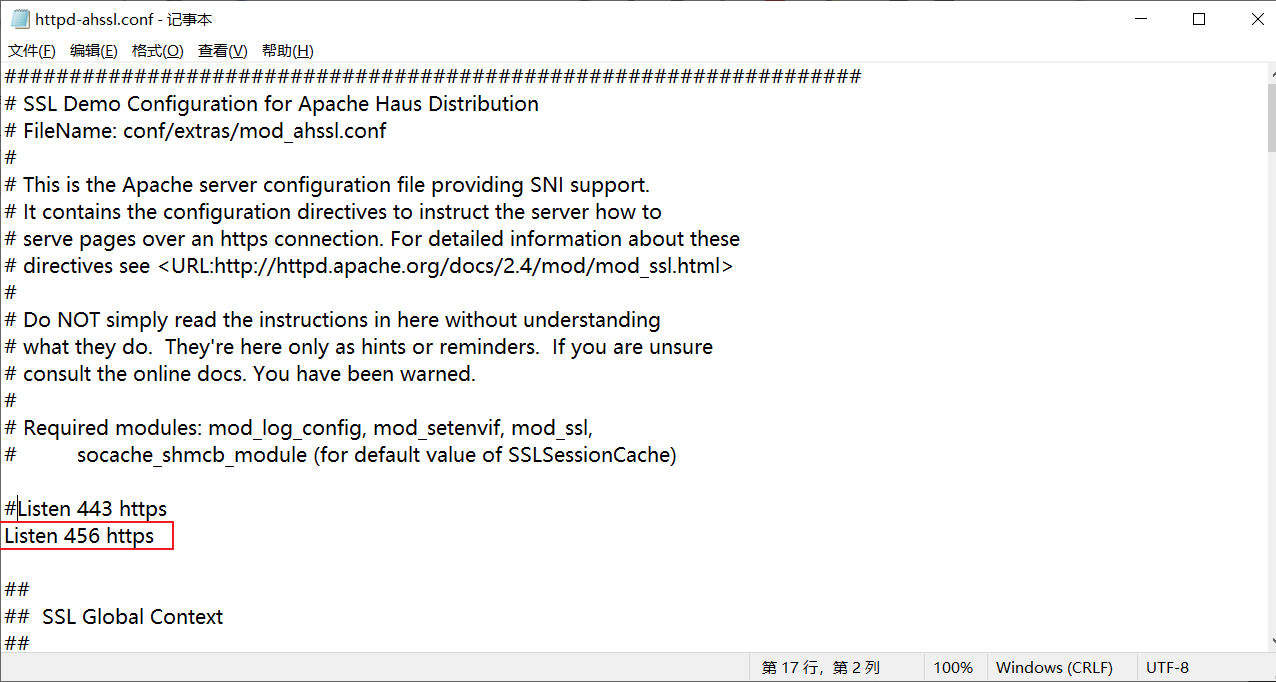 httpd-ahssl.conf - 记事本
文件(F) 编辑(E) 格式(O) 查看(V) 帮助(H)
##################################################################
# SSL Demo Configuration for Apache Haus Distribution
# FileName: conf/extras/mod_ahssl.conf
#
# This is the Apache server configuration file providing SNI support.
# It contains the configuration directives to instruct the server how to
# serve pages over an https connection. For detailed information about these
# directives see <URL:http://httpd.apache.org/docs/2.4/mod/mod_ssl.html>
#
# Do NOT simply read the instructions in here without understanding
# what they do.  They're here only as hints or reminders.  If you are unsure
# consult the online docs. You have been warned.
#
# Required modules: mod_log_config, mod_setenvif, mod_ssl,
#          socache_shmcb_module (for default value of SSLSessionCache)
#Listen 443 https
Listen 456 https
##
##  SSL Global Context
##
第 17 行，第 2 列 100% Windows (CRLF) UTF-8